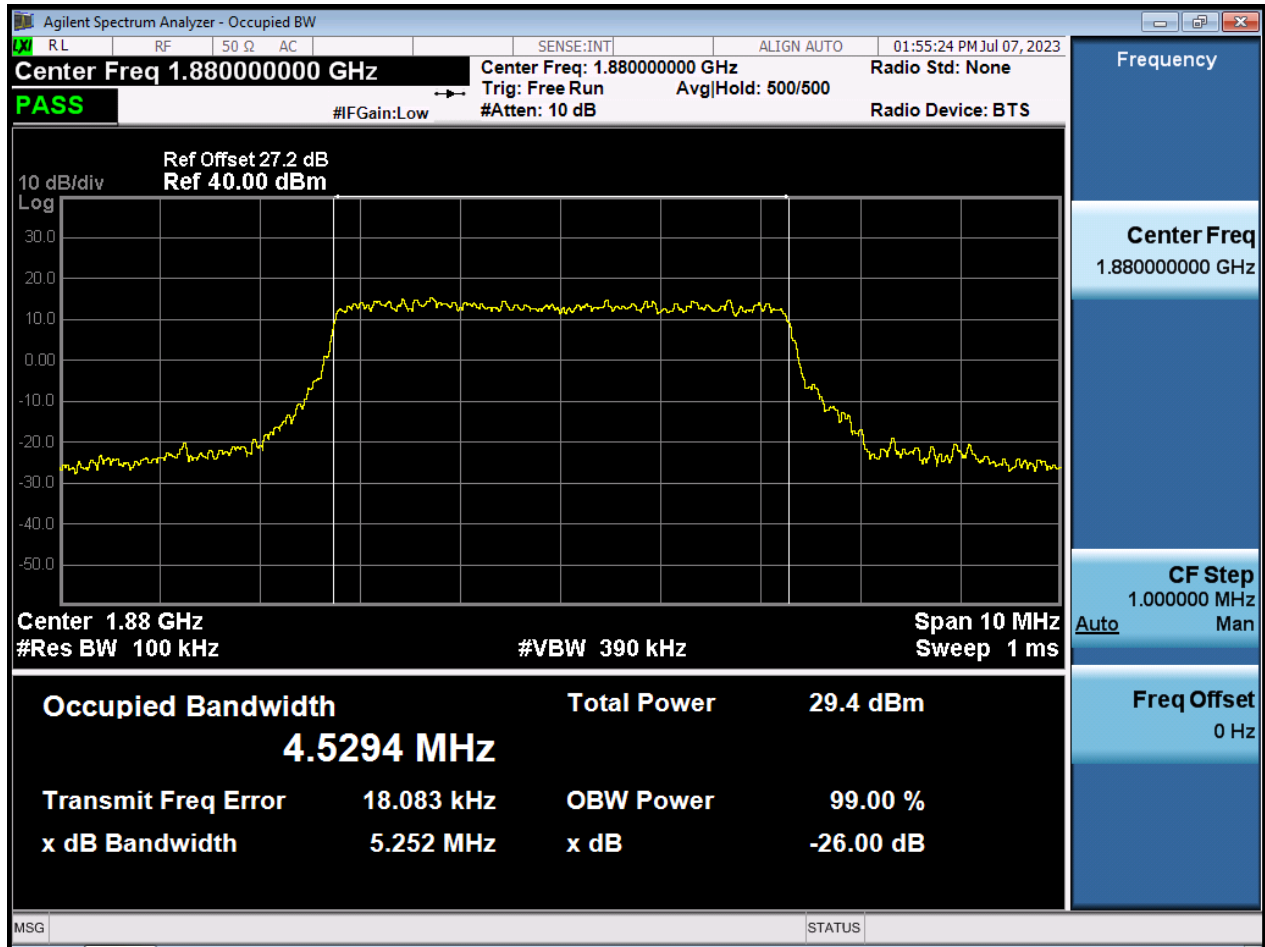 Agilent Spectrum Analyzer - Occupied BW
LXI RL RF 50 Ω AC SENSE:INT ALIGN AUTO 01:55:24 PM Jul 07, 2023
Center Freq 1.880000000 GHz
PASS
#IFGain:Low
Center Freq: 1.880000000 GHz
Trig: Free Run Avg|Hold: 500/500
#Atten: 10 dB
Radio Std: None
Radio Device: BTS
Ref Offset 27.2 dB
10 dB/div Ref 40.00 dBm
Log
30.0
20.0
10.0
0.00
-10.0
-20.0
-30.0
-40.0
-50.0
Center 1.88 GHz Span 10 MHz
#Res BW 100 kHz #VBW 390 kHz Sweep 1 ms
Occupied Bandwidth Total Power 29.4 dBm
4.5294 MHz
Transmit Freq Error 18.083 kHz OBW Power 99.00 %
x dB Bandwidth 5.252 MHz x dB -26.00 dB
MSG STATUS
Frequency
Center Freq
1.880000000 GHz
CF Step
1.000000 MHz
Auto Man
Freq Offset
0 Hz